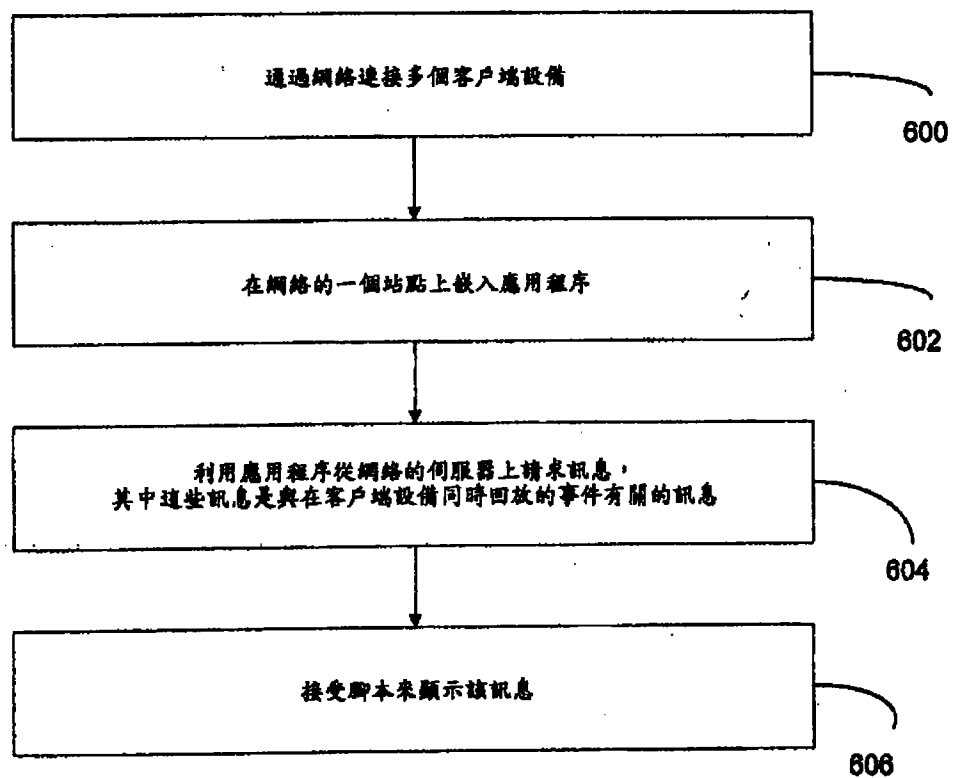 通過網絡連接多個客戶端設備
600
在網絡的一個站點上嵌入應用程序
602
利用應用程序從網絡的伺服器上請求訊息，
其中這些訊息是與在客戶端設備同時回放的事件有關的訊息
604
接受腳本來顯示該訊息
606